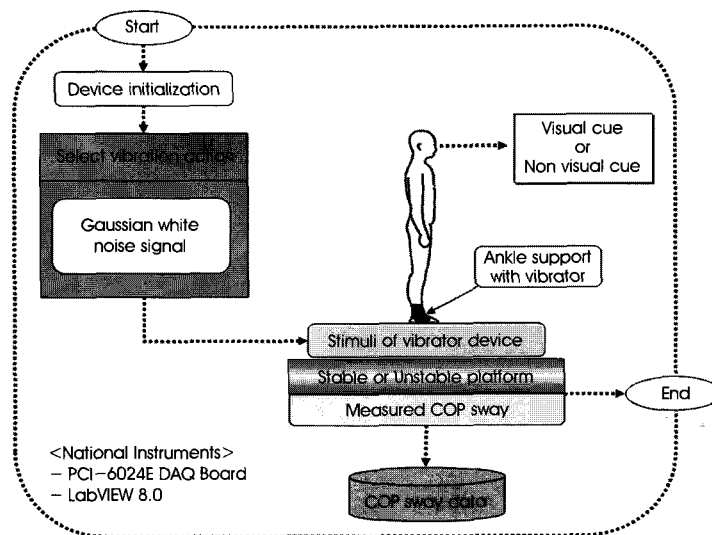 Start
Device initialization
Select vibration option
Gaussian white
noise signal
Visual cue
or
Non visual cue
Ankle support
with vibrator
Stimuli of vibrator device
Stable or Unstable platform
Measured COP sway
End
COP sway data
<National Instruments>
- PCI-6024E DAQ Board
- LabVIEW 8.0